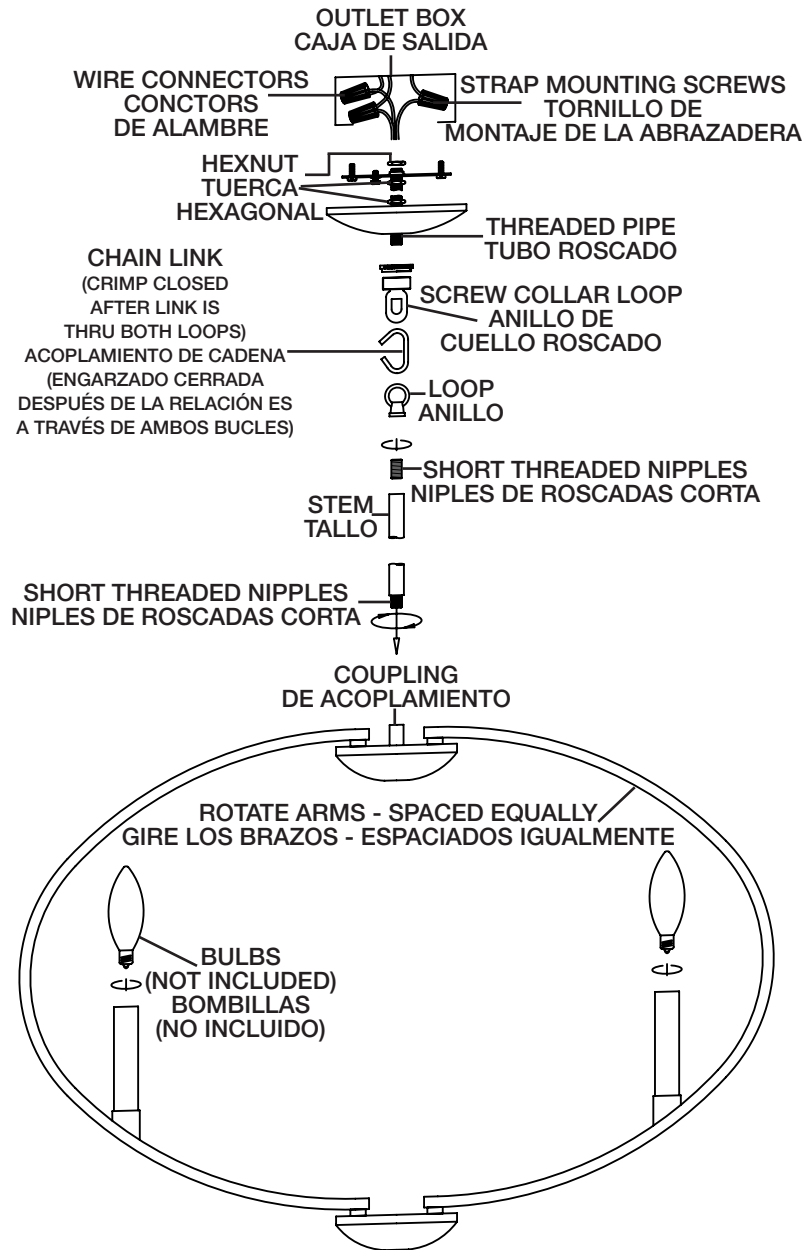 OUTLET BOX
CAJA DE SALIDA
WIRE CONNECTORS
CONCTORS
DE ALAMBRE
STRAP MOUNTING SCREWS
TORNILLO DE
MONTAJE DE LA ABRAZADERA
HEXNUT
TUERCA
HEXAGONAL
THREADED PIPE
TUBO ROSCADO
CHAIN LINK
(CRIMP CLOSED
AFTER LINK IS
THRU BOTH LOOPS)
ACOPLAMIENTO DE CADENA
(ENGARZADO CERRADA
DESPUÉS DE LA RELACIÓN ES
A TRAVÉS DE AMBOS BUCLES)
SCREW COLLAR LOOP
ANILLO DE
CUELLO ROSCADO
LOOP
ANILLO
SHORT THREADED NIPPLES
NIPLES DE ROSCADAS CORTA
STEM
TALLO
SHORT THREADED NIPPLES
NIPLES DE ROSCADAS CORTA
COUPLING
DE ACOPLAMIENTO
ROTATE ARMS - SPACED EQUALLY
GIRE LOS BRAZOS - ESPACIADOS IGUALMENTE
BULBS
(NOT INCLUDED)
BOMBILLAS
(NO INCLUIDO)